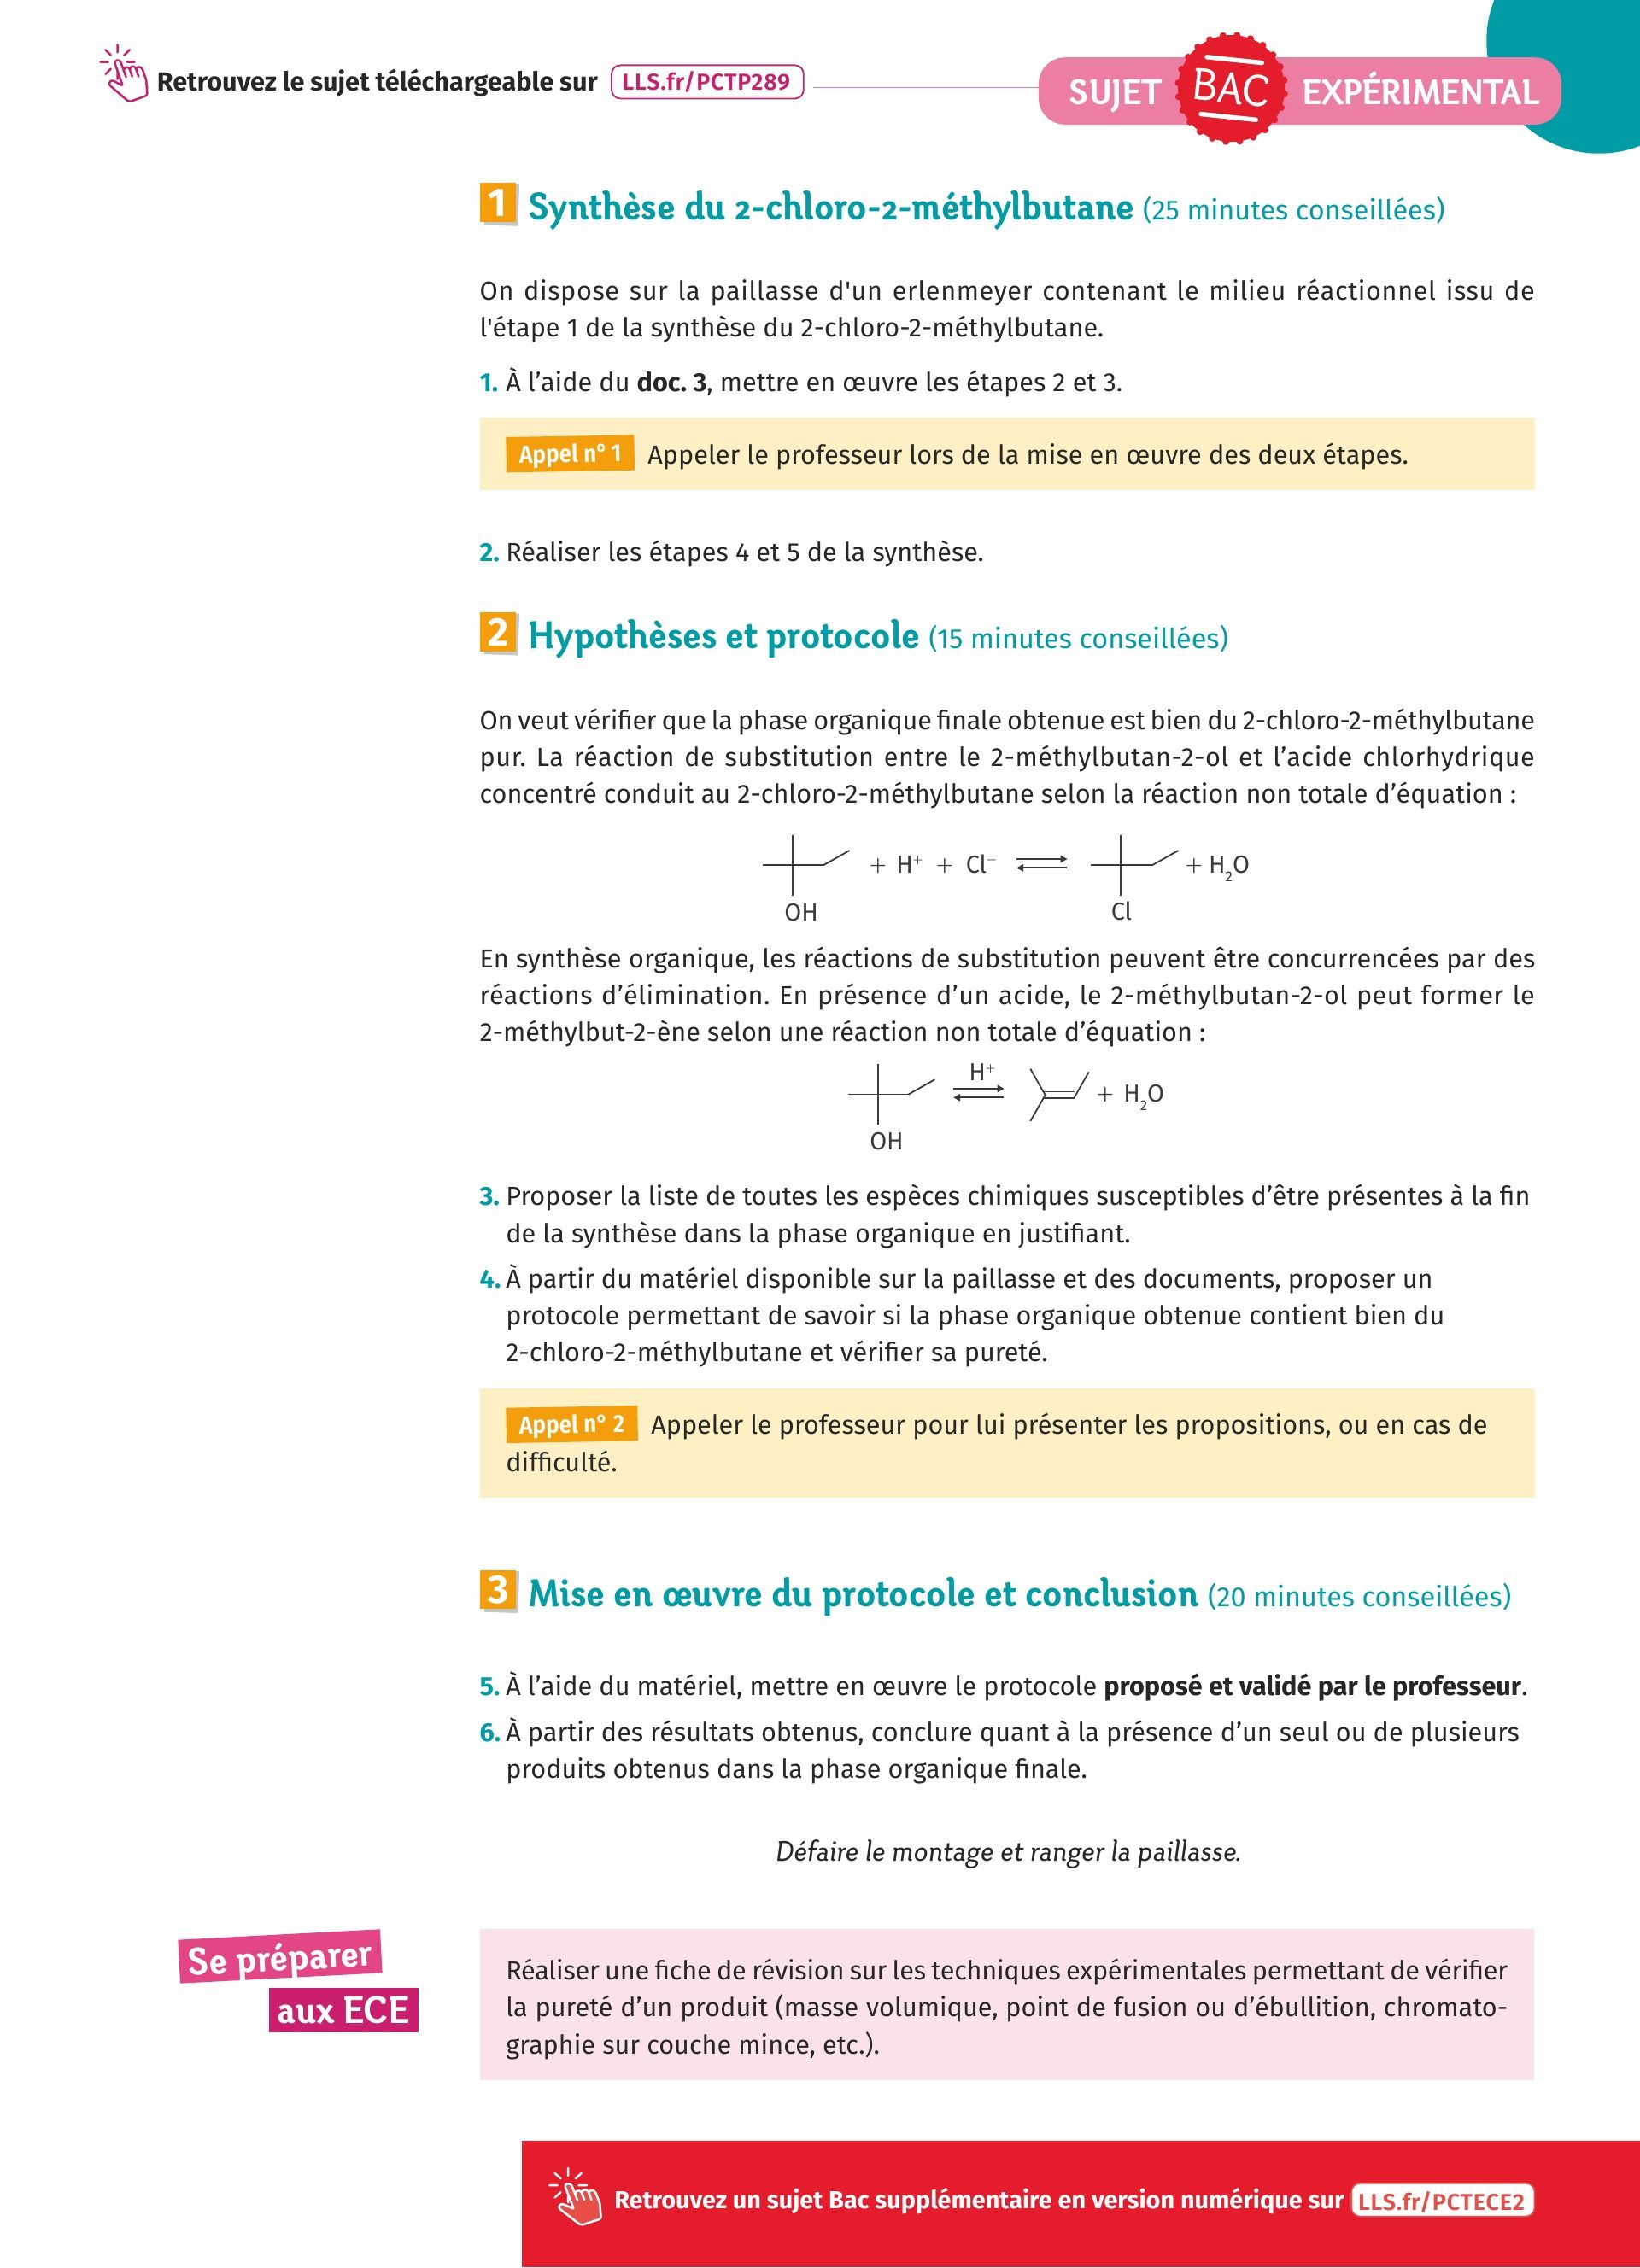 Retrouvez le sujet téléchargeable sur LLS.fr/PCTP289
SUJET BAC EXPÉRIMENTAL
1 Synthèse du 2-chloro-2-méthylbutane (25 minutes conseillées)
On dispose sur la paillasse d'un erlenmeyer contenant le milieu réactionnel issu de
l'étape 1 de la synthèse du 2-chloro-2-méthylbutane.
1. À l’aide du doc. 3, mettre en œuvre les étapes 2 et 3.
Appel n° 1 Appeler le professeur lors de la mise en œuvre des deux étapes.
2. Réaliser les étapes 4 et 5 de la synthèse.
2 Hypothèses et protocole (15 minutes conseillées)
On veut vérifier que la phase organique finale obtenue est bien du 2-chloro-2-méthylbutane
pur. La réaction de substitution entre le 2-méthylbutan-2-ol et l’acide chlorhydrique
concentré conduit au 2-chloro-2-méthylbutane selon la réaction non totale d’équation :
+ H⁺ + Cl⁻ ⇌ + H₂O
OH Cl
En synthèse organique, les réactions de substitution peuvent être concurrencées par des
réactions d’élimination. En présence d’un acide, le 2-méthylbutan-2-ol peut former le
2-méthylbut-2-ène selon une réaction non totale d’équation :
H⁺
⇌ + H₂O
OH
3. Proposer la liste de toutes les espèces chimiques susceptibles d’être présentes à la fin
de la synthèse dans la phase organique en justifiant.
4. À partir du matériel disponible sur la paillasse et des documents, proposer un
protocole permettant de savoir si la phase organique obtenue contient bien du
2-chloro-2-méthylbutane et vérifier sa pureté.
Appel n° 2 Appeler le professeur pour lui présenter les propositions, ou en cas de
difficulté.
3 Mise en œuvre du protocole et conclusion (20 minutes conseillées)
5. À l’aide du matériel, mettre en œuvre le protocole proposé et validé par le professeur.
6. À partir des résultats obtenus, conclure quant à la présence d’un seul ou de plusieurs
produits obtenus dans la phase organique finale.
Défaire le montage et ranger la paillasse.
Se préparer
aux ECE
Réaliser une fiche de révision sur les techniques expérimentales permettant de vérifier
la pureté d’un produit (masse volumique, point de fusion ou d’ébullition, chromato-
graphie sur couche mince, etc.).
Retrouvez un sujet Bac supplémentaire en version numérique sur LLS.fr/PCTECE2